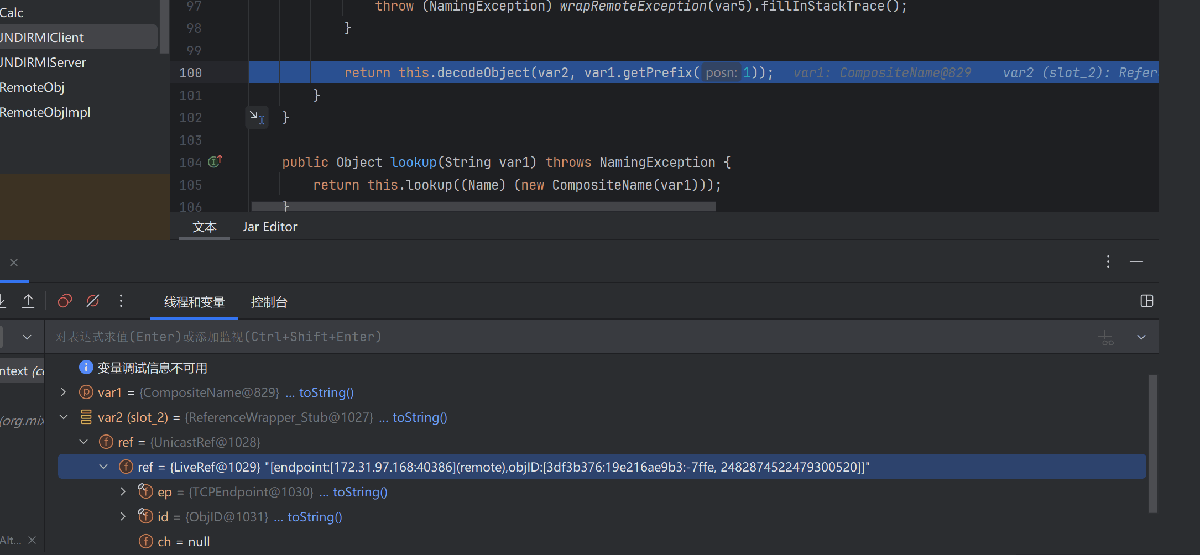 Calc
JNDIRMIClient
JNDIRMIServer
RemoteObj
RemoteObjImpl
97 throw (NamingException) wrapRemoteException(var5).fillInStackTrace();
98 }
99
100 return this.decodeObject(var2, var1.getPrefix( posn: 1)); var1: CompositeName@829 var2 (slot_2): Refer
101 }
102 }
103
104 public Object lookup(String var1) throws NamingException {
105 return this.lookup((Name) (new CompositeName(var1)));
106 }
文本 Jar Editor
线程和变量 控制台
对表达式求值(Enter)或添加监视(Ctrl+Shift+Enter)
变量调试信息不可用
ntext (c
var1 = {CompositeName@829} ... toString()
(org.mix
var2 (slot_2) = {ReferenceWrapper_Stub@1027} ... toString()
ref = {UnicastRef@1028}
ref = {LiveRef@1029} "[endpoint:[172.31.97.168:40386](remote),objID:[3df3b376:19e216ae9b3:-7ffe, 2482874522479300520]]"
ep = {TCPEndpoint@1030} ... toString()
id = {ObjID@1031} ... toString()
Alt...
ch = null